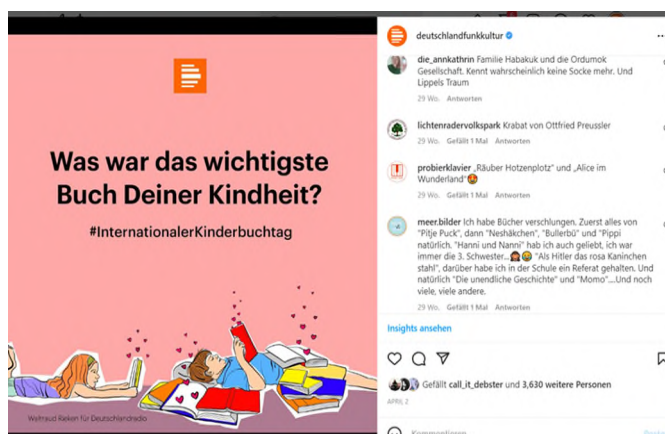 Was war das wichtigste
Buch Deiner Kindheit?
#InternationalerKinderbuchtag
Weltraud Rieken für Deutschlandradio
deutschlandfunkkultur
die_annkathrin Familie Habakuk und die Ordumok
Gesellschaft. Kennt wahrscheinlich keine Socke mehr. Und
Lippels Traum
29 Wo. Antworten
lichtenradervolkspark Krabat von Ottfried Preussler
29 Wo. Gefällt 1 Mal Antworten
probierklavier „Räuber Hotzenplotz“ und „Alice im
Wunderland“🥰
29 Wo. Gefällt 1 Mal Antworten
meer.bilder Ich habe Bücher verschlungen. Zuerst alles von
"Pitje Puck", dann "Neshäkchen", "Bullerbü" und "Pippi
natürlich. "Hanni und Nanni" hab ich auch geliebt, ich war
immer die 3. Schwester... "Als Hitler das rosa Kaninchen
stahl", darüber habe ich in der Schule ein Referat gehalten. Und
natürlich "Die unendliche Geschichte" und "Momo"....Und noch
viele, viele andere.
29 Wo. Gefällt 1 Mal Antworten
Insights ansehen
Gefällt call_it_debster und 3,630 weitere Personen
APRIL 2
Kommentieren